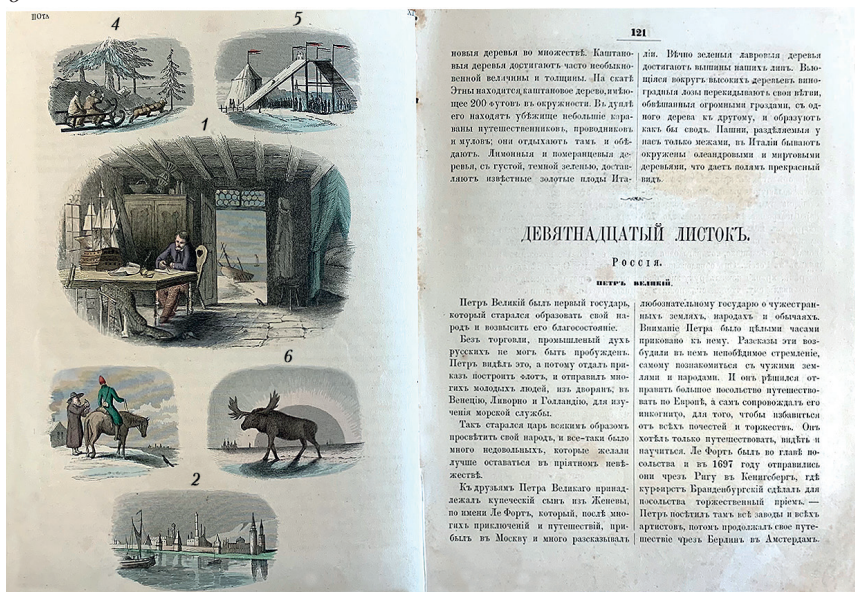 4
5
1
6
2
121
новыя деревья во множествѣ. Каштано-
выя деревья достигаютъ часто необыкно-
венной величины и толщины. На скатѣ
Этны находится каштановое дерево, имѣю-
щее 200 футовъ въ окружности. Въ дуплѣ
его находятъ убѣжище небольшіе кара-
ваны путешественниковъ, проводниковъ
и муловъ; они отдыхаютъ тамъ и обѣ-
даютъ. Лимонныя и померанцевыя де-
ревья, съ густой, темной зеленью, достав-
ляютъ извѣстные золотые плоды Ита-
ліи. Вѣчно зеленыя лавровыя деревья
достигаютъ вышины нашихъ липъ. Вью-
щіяся вокругъ высокихъ деревьевъ вино-
градныя лозы перекидываютъ свои вѣтви,
обвѣшанныя огромными гроздами, съ од-
ного дерева къ другому, и образуютъ
какъ бы сводъ. Пашни, раздѣляемыя у
насъ только межами, въ Италіи бываютъ
окружены олеандровыми и миртовыми
деревьями, что даетъ полямъ прекрасный
видъ.
ДЕВЯТНАДЦАТЫЙ ЛИСТОКЪ.
Россія.
ПЕТРЪ ВЕЛИКІЙ.
Петръ Великій былъ первый государь,
который старался образовать свой на-
родъ и возвысить его благосостояніе.
Безъ торговли, промышленый духъ
русскихъ не могъ быть пробужденъ.
Петръ видѣлъ это, а потому отдалъ при-
казъ построить флотъ, и отправилъ мно-
гихъ молодыхъ людей, изъ дворянъ, въ
Венецію, Ливорно и Голландію, для изу-
ченія морской службы.
Такъ старался царь всякимъ образомъ
просвѣтить свой народъ, и все-таки было
много недовольныхъ, которые желали
лучше оставаться въ пріятномъ невѣ-
жествѣ.
Къ друзьямъ Петра Великаго принад-
лежалъ купеческій сынъ изъ Женевы,
по имени Ле Фортъ, который, послѣ мно-
гихъ приключеній и путешествій, при-
былъ въ Москву и много разсказывалъ
любознательному государю о чужестран-
ныхъ земляхъ, народахъ и обычаяхъ.
Вниманіе Петра было цѣлыми часами
приковано къ нему. Разсказы эти воз-
будили въ немъ непобѣдимое стремленіе,
самому познакомиться съ чужими зем-
лями и народами. И онъ рѣшился от-
править большое посольство путешество-
вать по Европѣ, а самъ сопровождалъ его
инкогнито, для того, чтобы избавиться
отъ всѣхъ почестей и торжествъ. Онъ
хотѣлъ только путешествовать, видѣть и
научиться. Ле Фортъ былъ во главѣ по-
сольства и въ 1697 году отправились
они чрезъ Ригу въ Кенигсбергъ, гдѣ
курфирстъ Бранденбургскій сдѣлалъ для
посольства торжественный пріемъ. —
Петръ посѣтилъ тамъ всѣ заводы и всѣхъ
артистовъ, потомъ продолжалъ свое путе-
шествіе чрезъ Берлинъ въ Амстердамъ.